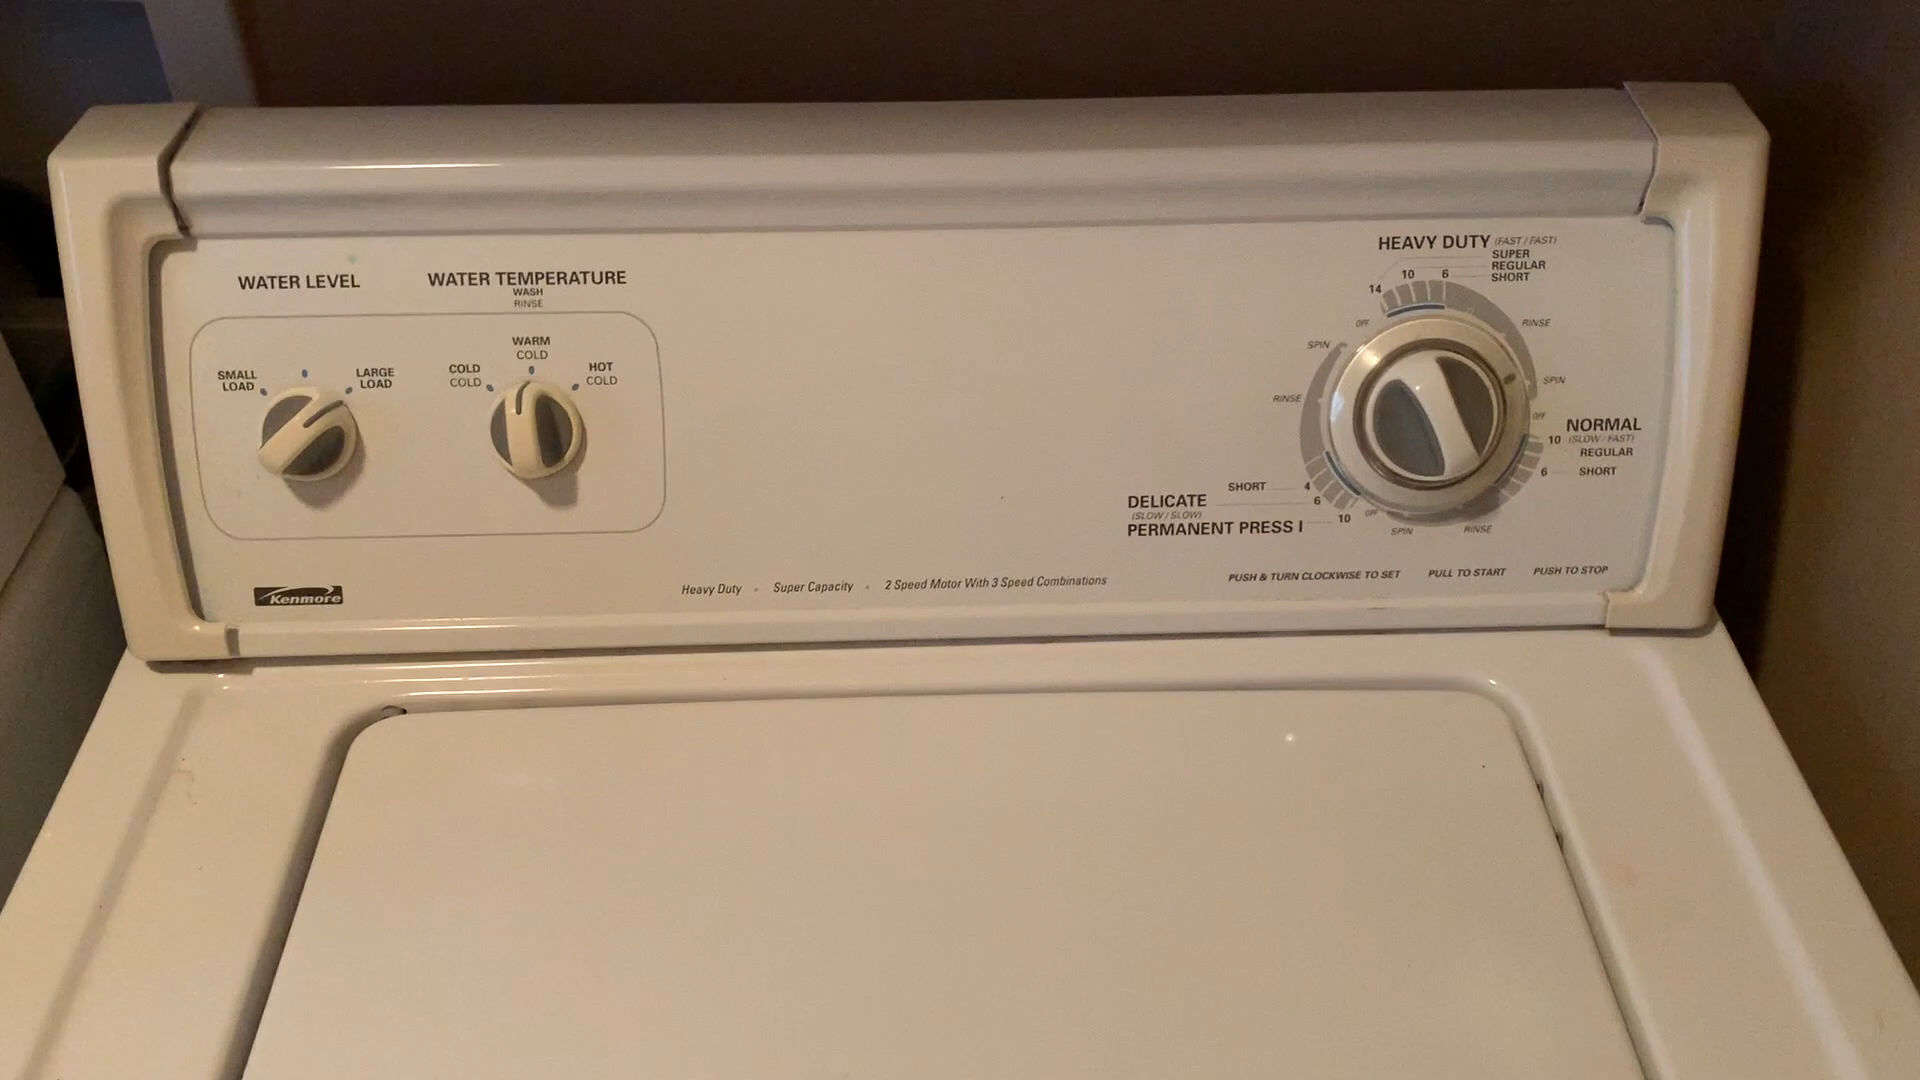 WATER LEVEL
SMALL LOAD
LARGE LOAD
WATER TEMPERATURE
WASH
RINSE
COLD
COLD
WARM
COLD
HOT
COLD
HEAVY DUTY (FAST / FAST)
SUPER
REGULAR
SHORT
14
10
6
OFF
RINSE
SPIN
OFF
NORMAL
(SLOW / FAST)
10
REGULAR
6
SHORT
RINSE
SPIN
OFF
SPIN
RINSE
SHORT
4
DELICATE
(SLOW / SLOW)
6
PERMANENT PRESS I
10
PUSH & TURN CLOCKWISE TO SET
PULL TO START
PUSH TO STOP
Kenmore
Heavy Duty • Super Capacity • 2 Speed Motor With 3 Speed Combinations